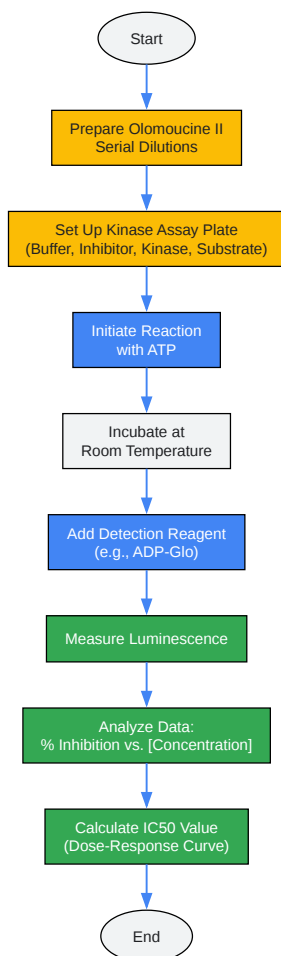 Start
Prepare Olomoucine II
Serial Dilutions
Set Up Kinase Assay Plate
(Buffer, Inhibitor, Kinase, Substrate)
Initiate Reaction
with ATP
Incubate at
Room Temperature
Add Detection Reagent
(e.g., ADP-Glo)
Measure Luminescence
Analyze Data:
% Inhibition vs. [Concentration]
Calculate IC50 Value
(Dose-Response Curve)
End